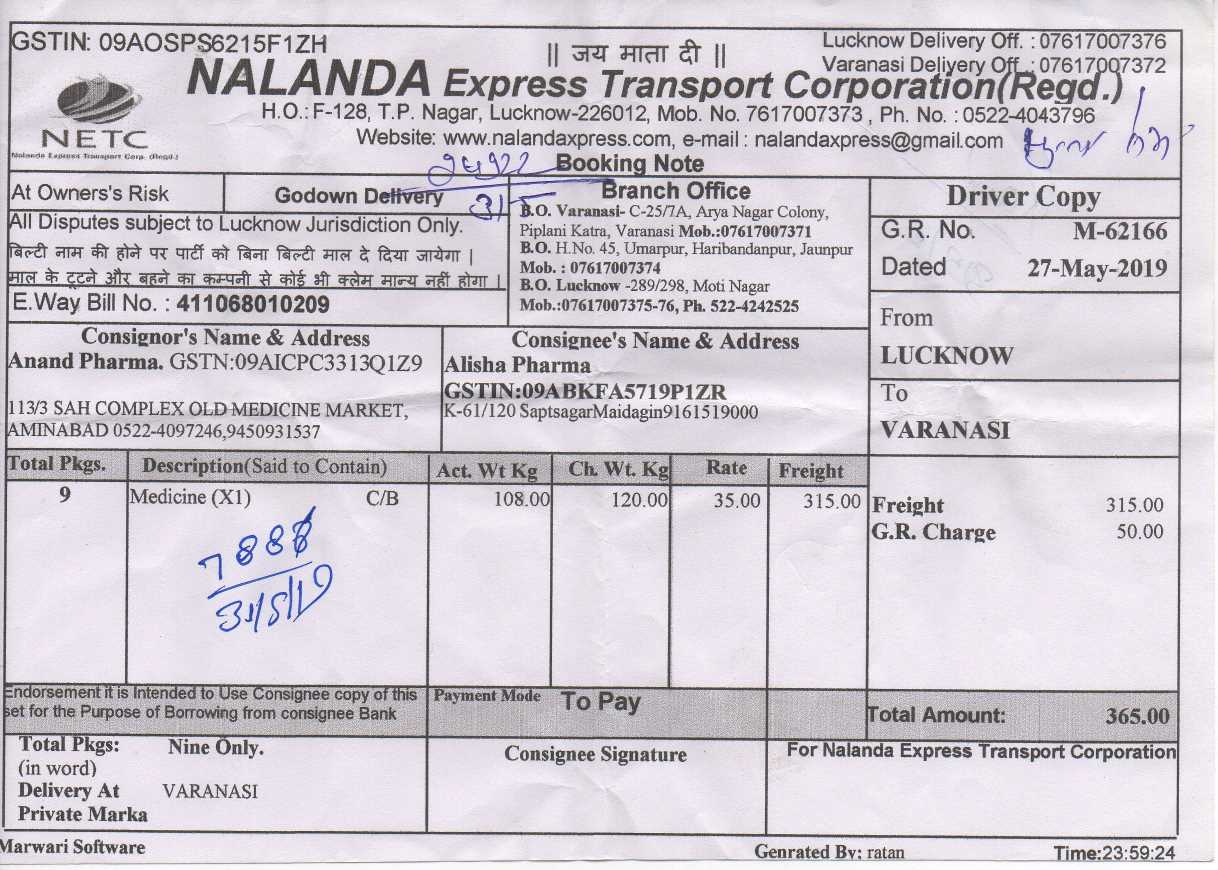 GSTIN: 09AOSPS6215F1ZH
|| जय माता दी ||
Lucknow Delivery Off. : 07617007376
Varanasi Delivery Off. : 07617007372
NALANDA Express Transport Corporation(Regd.)
H.O.: F-128, T.P. Nagar, Lucknow-226012, Mob. No. 7617007373 , Ph. No. : 0522-4043796
Website: www.nalandaxpress.com, e-mail : nalandaxpress@gmail.com
NETC
Nalanda Express Transport Corp. (Regd.)
Booking Note
At Owners's Risk
Godown Delivery
All Disputes subject to Lucknow Jurisdiction Only.
बिल्टी नाम की होने पर पार्टी को बिना बिल्टी माल दे दिया जायेगा |
माल के टूटने और बहने का कम्पनी से कोई भी क्लेम मान्य नहीं होगा |
E.Way Bill No. : 411068010209
Branch Office
B.O. Varanasi- C-25/7A, Arya Nagar Colony,
Piplani Katra, Varanasi Mob.:07617007371
B.O. H.No. 45, Umarpur, Haribandanpur, Jaunpur
Mob. : 07617007374
B.O. Lucknow -289/298, Moti Nagar
Mob.:07617007375-76, Ph. 522-4242525
Driver Copy
G.R. No. M-62166
Dated 27-May-2019
From
LUCKNOW
To
VARANASI
Consignor's Name & Address
Anand Pharma. GSTN:09AICPC3313Q1Z9
113/3 SAH COMPLEX OLD MEDICINE MARKET,
AMINABAD 0522-4097246,9450931537
Consignee's Name & Address
Alisha Pharma
GSTIN:09ABKFA5719P1ZR
K-61/120 SaptsagarMaidagin9161519000
Total Pkgs. Description(Said to Contain) Act. Wt Kg Ch. Wt. Kg Rate Freight
9 Medicine (X1) C/B 108.00 120.00 35.00 315.00
Freight 315.00
G.R. Charge 50.00
31/5/19
Endorsement it is Intended to Use Consignee copy of this
set for the Purpose of Borrowing from consignee Bank
Payment Mode To Pay
Total Amount: 365.00
Total Pkgs: Nine Only.
(in word)
Delivery At VARANASI
Private Marka
Consignee Signature
For Nalanda Express Transport Corporation
Marwari Software
Genrated By: ratan
Time:23:59:24